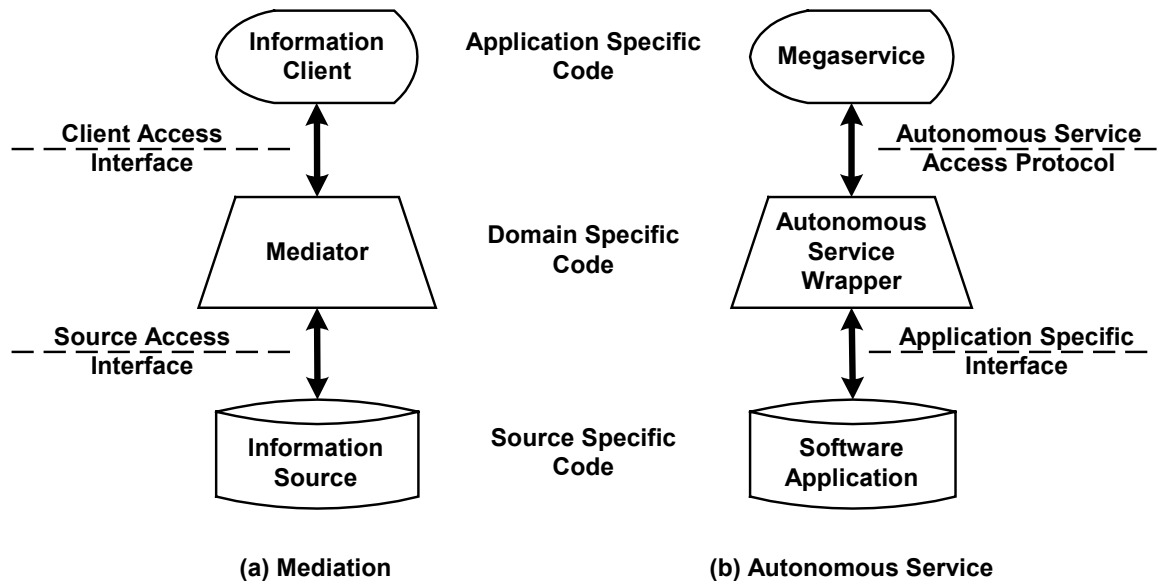 Information
Client
Application Specific
Code
Megaservice
Client Access
Interface
Autonomous Service
Access Protocol
Mediator
Domain Specific
Code
Autonomous
Service
Wrapper
Source Access
Interface
Application Specific
Interface
Information
Source
Source Specific
Code
Software
Application
(a) Mediation
(b) Autonomous Service